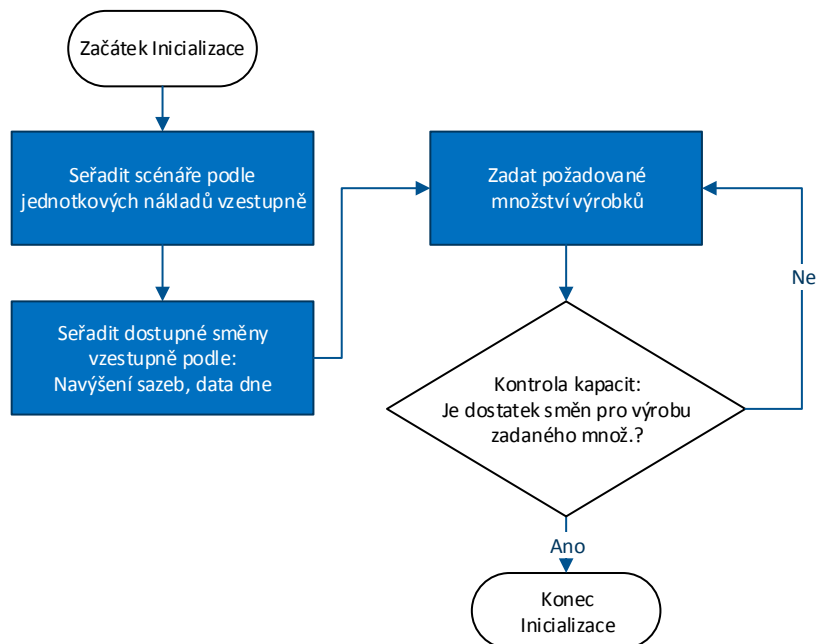 Začátek Inicializace
Seřadit scénáře podle
jednotkových nákladů vzestupně
Seřadit dostupné směny
vzestupně podle:
Navýšení sazeb, data dne
Zadat požadované
množství výrobků
Ne
Kontrola kapacit:
Je dostatek směn pro výrobu
zadaného množ.?
Ano
Konec
Inicializace